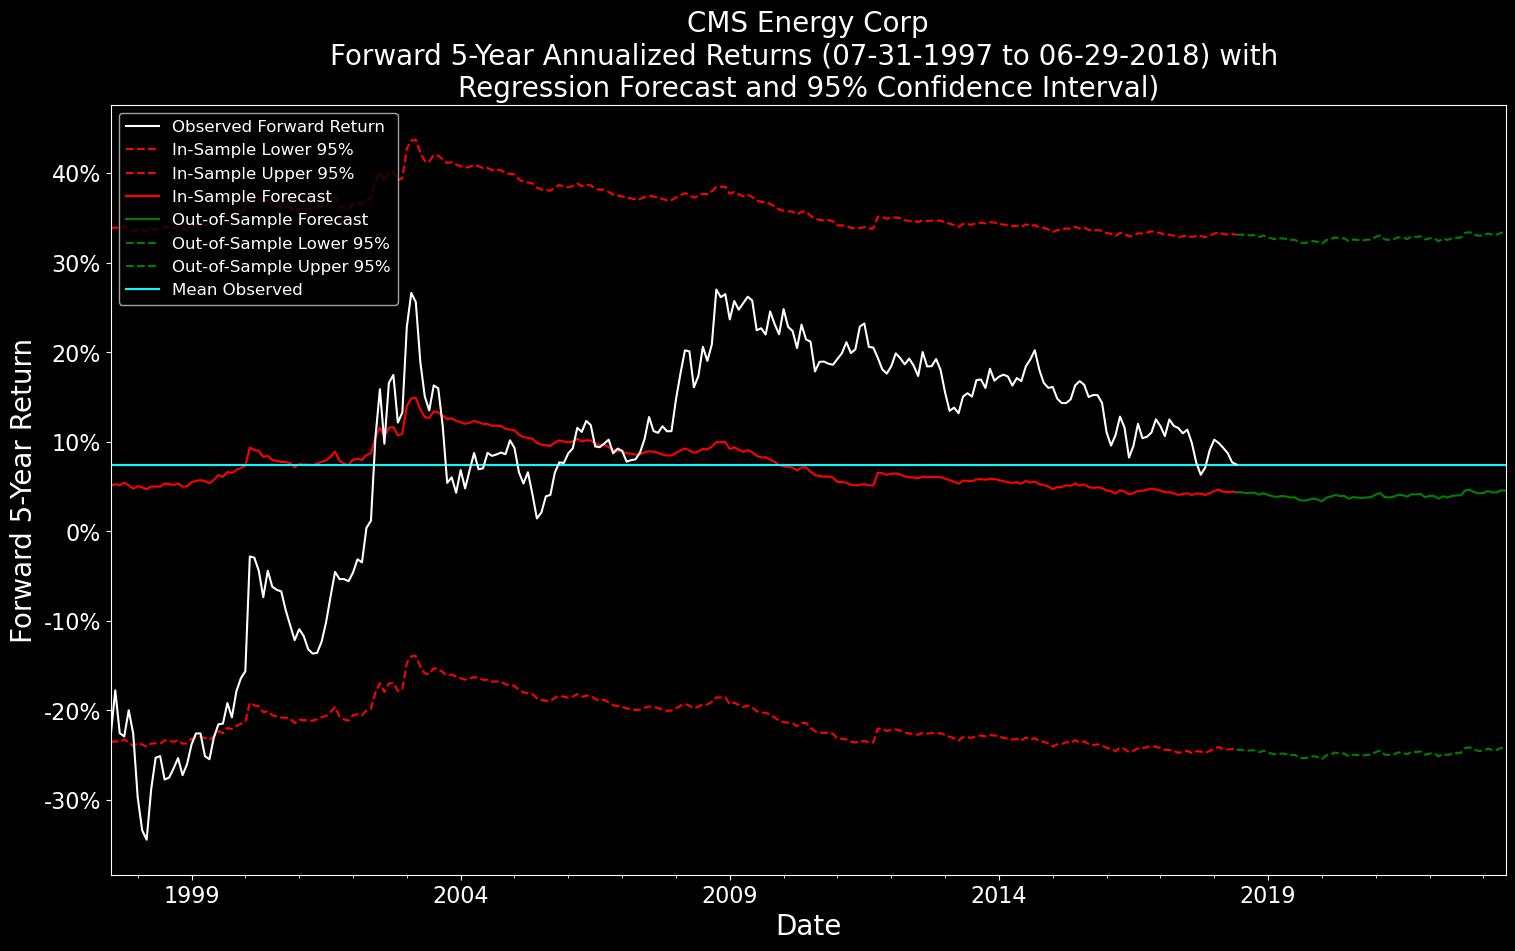 CMS Energy Corp
Forward 5-Year Annualized Returns (07-31-1997 to 06-29-2018) with
Regression Forecast and 95% Confidence Interval)
Observed Forward Return
In-Sample Lower 95%
In-Sample Upper 95%
In-Sample Forecast
Out-of-Sample Forecast
Out-of-Sample Lower 95%
Out-of-Sample Upper 95%
Mean Observed
Forward 5-Year Return
40%
30%
20%
10%
0%
-10%
-20%
-30%
1999
2004
2009
2014
2019
Date